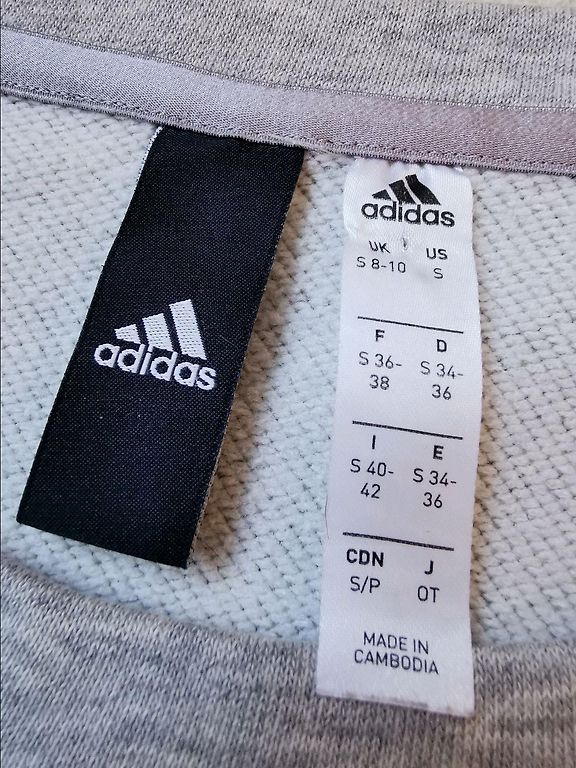 adidas
adidas
UK US
S 8-10 S
F D
S 36- S 34-
38 36
I E
S 40- S 34-
42 36
CDN J
S/P OT
MADE IN
CAMBODIA